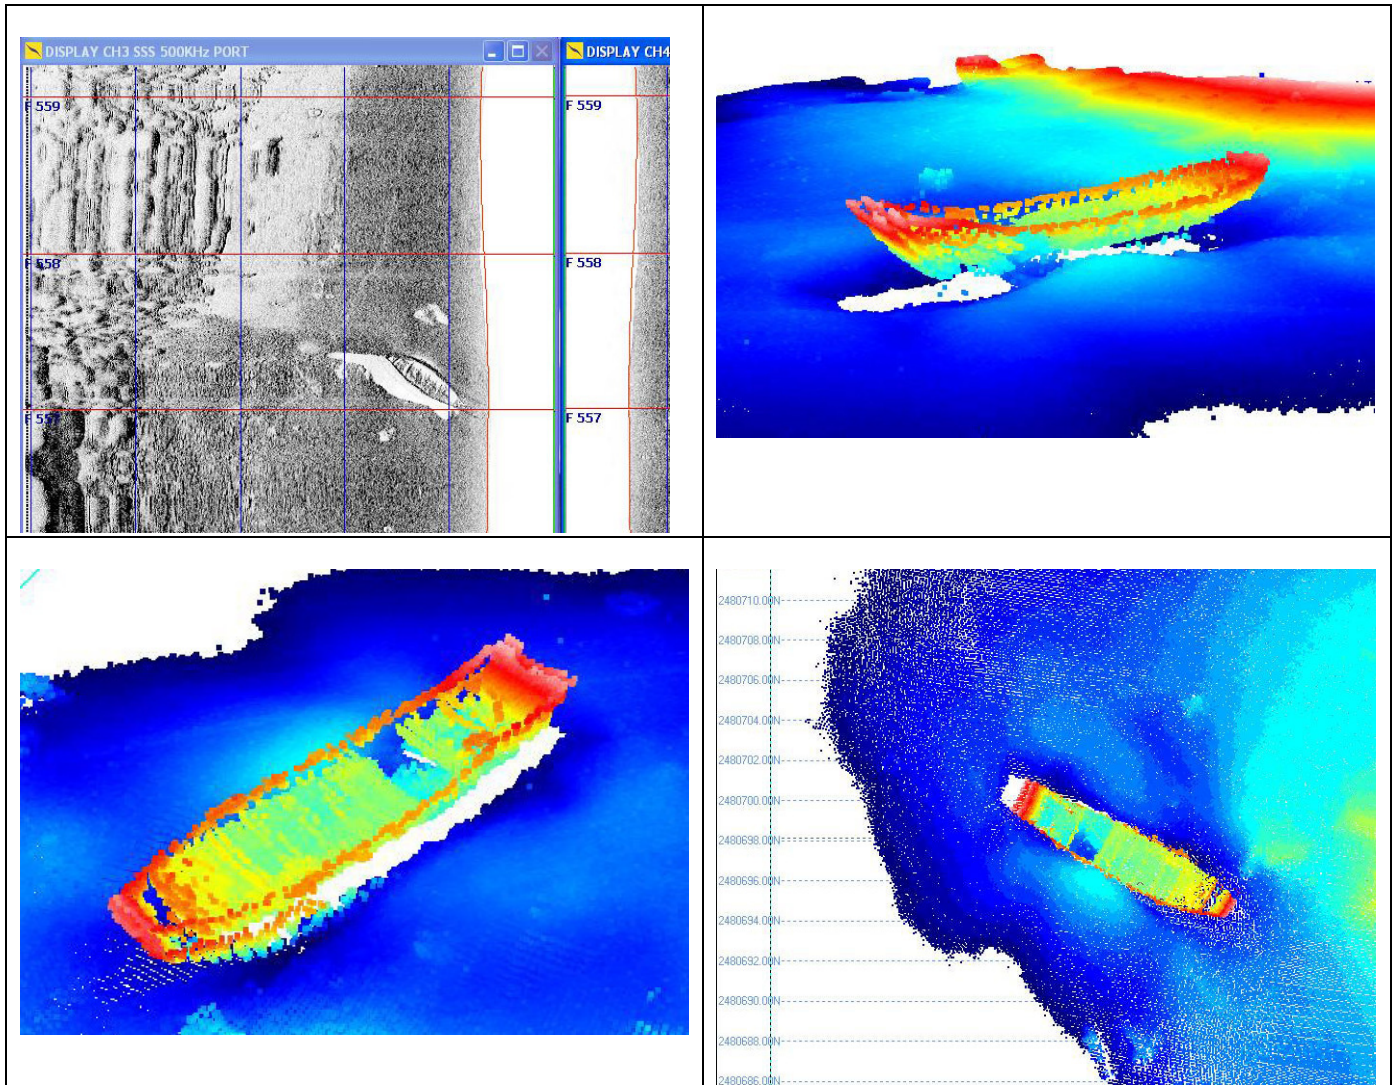 DISPLAY CH3 SSS 500KHz PORT
DISPLAY CH4
F 559
F 559
F 558
F 558
F 557
F 557
2480710.00N
2480708.00N
2480706.00N
2480704.00N
2480702.00N
2480700.00N
2480698.00N
2480696.00N
2480694.00N
2480692.00N
2480690.00N
2480688.00N
2480686.00N